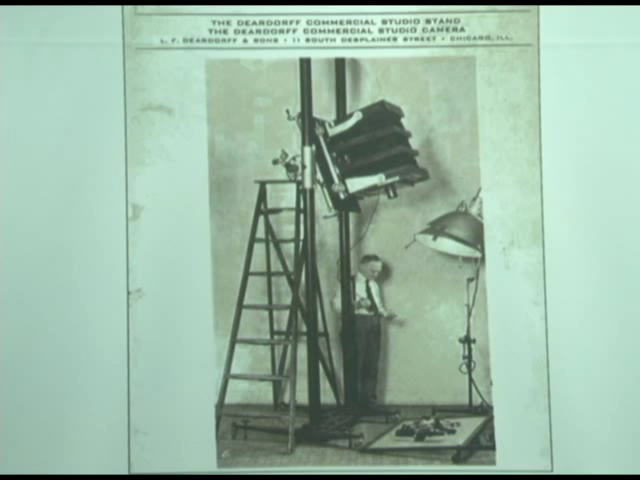 THE DEARDORFF COMMERCIAL STUDIO STAND
THE DEARDORFF COMMERCIAL STUDIO CAMERA
L. F. DEARDORFF & SONS • 11 SOUTH DESPLAINES STREET • CHICAGO, ILL.